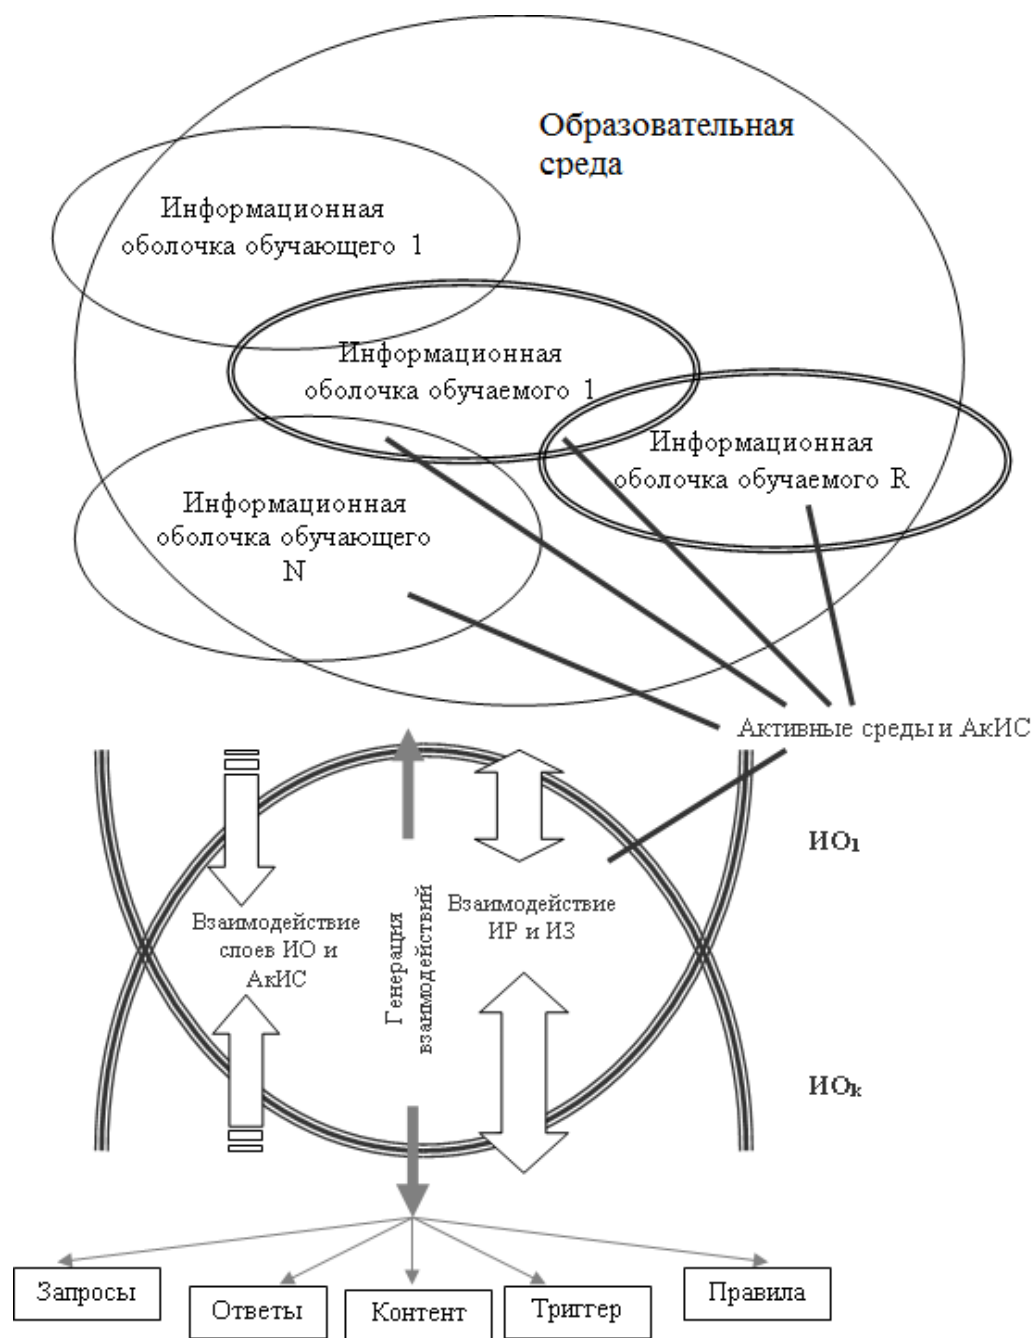 Образовательная
среда
Информационная
оболочка обучающего 1
Информационная
оболочка обучаемого 1
Информационная
оболочка обучаемого R
Информационная
оболочка обучающего
N
Активные среды и АкИС
ИО1
Взаимодействие
слоев ИО и
АкИС
Генерация
взаимодействий
Взаимодействие
ИР и ИЗ
ИОk
Запросы
Ответы
Контент
Триггер
Правила